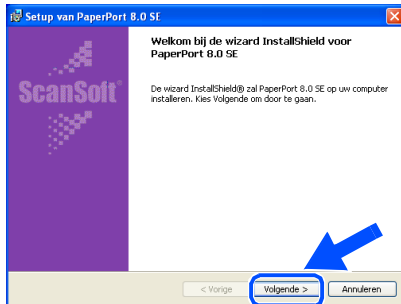 Setup van PaperPort 8.0 SE
Welkom bij de wizard InstallShield voor
PaperPort 8.0 SE
ScanSoft®
De wizard InstallShield® zal PaperPort 8.0 SE op uw computer
installeren. Kies Volgende om door te gaan.
< Vorige
Volgende >
Annuleren